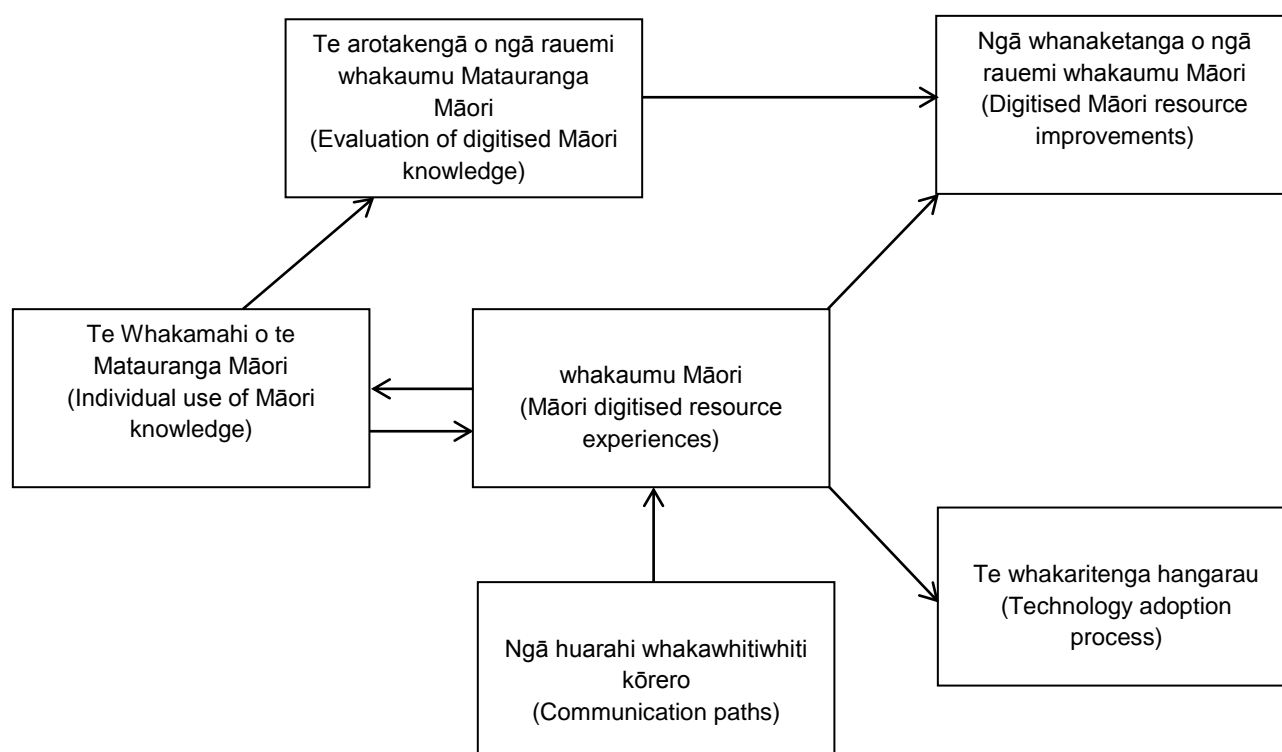 Te arotakengā o ngā rauemi
whakaumu Matauranga
Māori
(Evaluation of digitised Māori
knowledge)
Ngā whanaketanga o ngā
rauemi whakaumu Māori
(Digitised Māori resource
improvements)
Te Whakamahi o te
Matauranga Māori
(Individual use of Māori
knowledge)
whakaumu Māori
(Māori digitised resource
experiences)
Te whakaritenga hangarau
(Technology adoption
process)
Ngā huarahi whakawhitiwhiti
kōrero
(Communication paths)